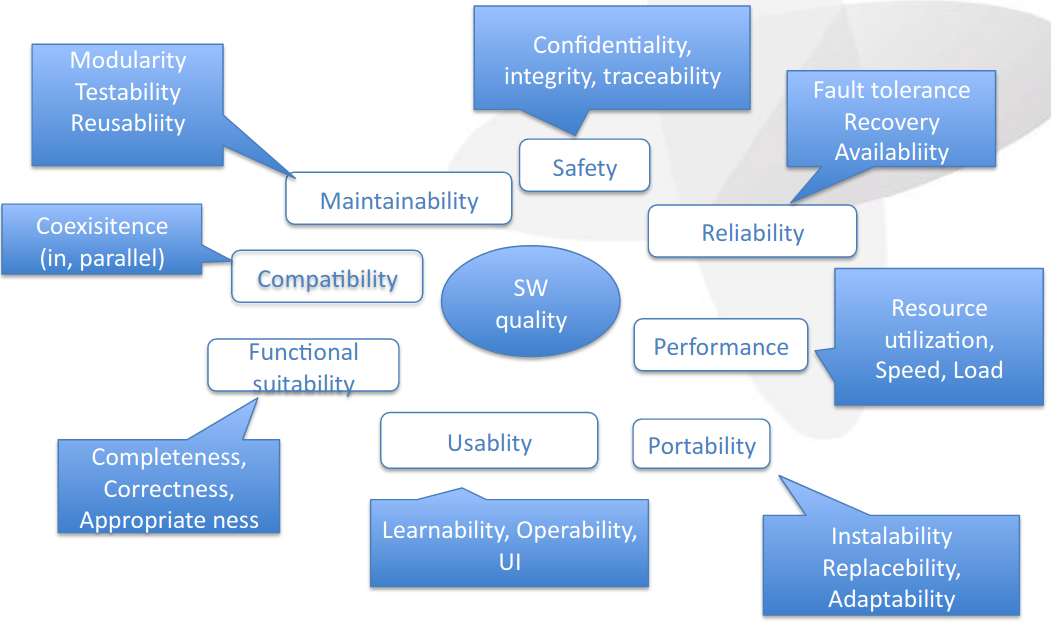 Confidentiality,
integrity, traceability
Modularity
Testability
Reusabliity
Fault tolerance
Recovery
Availabliity
Safety
Maintainability
Reliability
Coexisitence
(in, parallel)
Compatibility
SW
quality
Resource
utilization,
Speed, Load
Performance
Functional
suitability
Usablity
Portability
Completeness,
Correctness,
Appropriate ness
Learnability, Operability,
UI
Instalability
Replacebility,
Adaptability